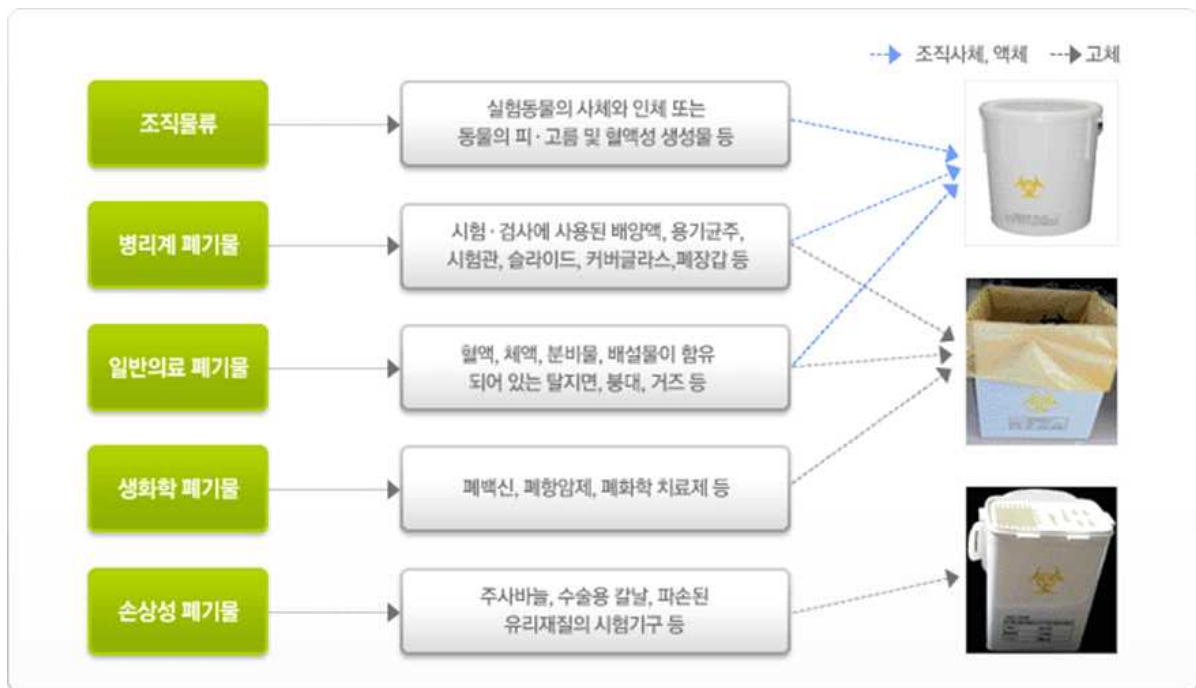 조직사체, 액체
고체
조직물류
실험동물의 사체와 인체 또는
동물의 피·고름 및 혈액성 생성물 등
병리계 폐기물
시험·검사에 사용된 배양액, 용기균주,
시험관, 슬라이드, 커버글라스,폐장갑 등
일반의료 폐기물
혈액, 체액, 분비물, 배설물이 함유
되어 있는 탈지면, 붕대, 거즈 등
생화학 폐기물
폐백신, 폐항암제, 폐화학 치료제 등
손상성 폐기물
주사바늘, 수술용 칼날, 파손된
유리재질의 시험기구 등